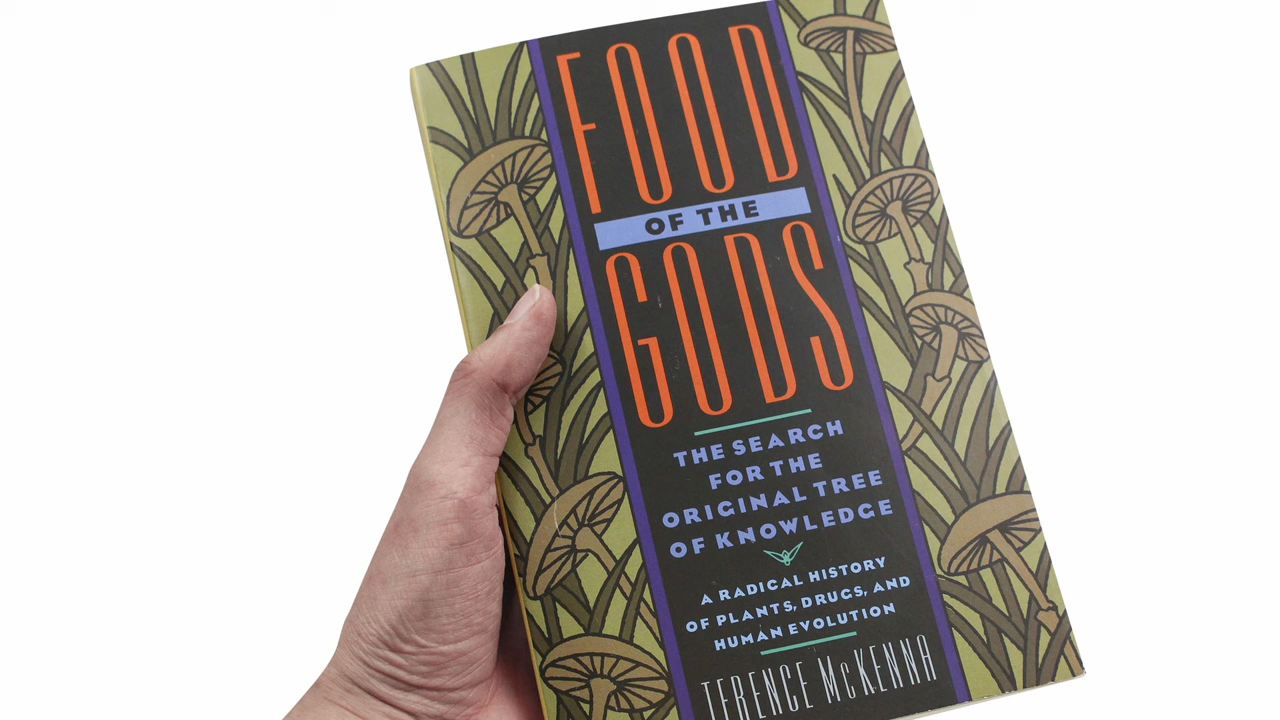 FOOD
OF THE
GODS
THE SEARCH
FOR THE
ORIGINAL TREE
OF KNOWLEDGE
A RADICAL HISTORY
OF PLANTS, DRUGS, AND
HUMAN EVOLUTION
TERENCE McKENNA